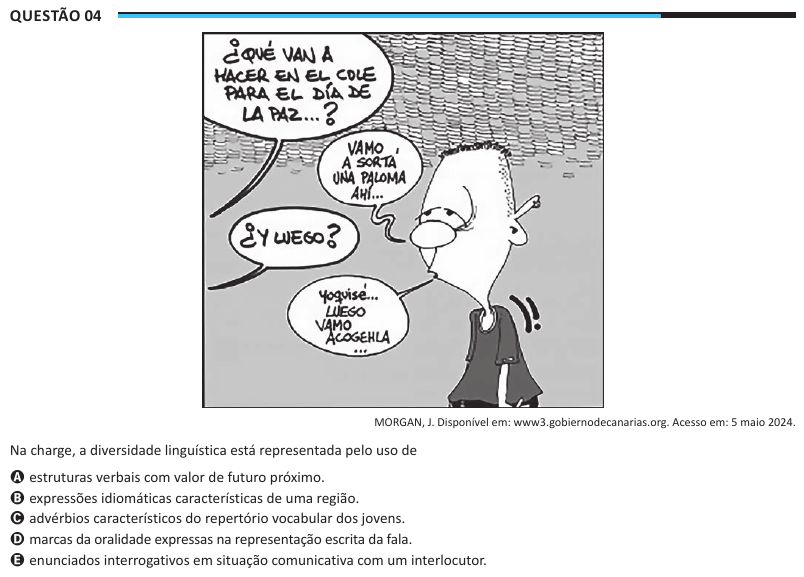 QUESTÃO 04
¿QUÉ VAN A
HACER EN EL COLE
PARA EL DÍA DE
LA PAZ...?
VAMO
A SORTÁ
UNA PALOMA
AHÍ...
¿Y LUEGO?
Yoquisé...
LUEGO
VAMO
ACOGEHLA
...
MORGAN, J. Disponível em: www3.gobiernodecanarias.org. Acesso em: 5 maio 2024.
Na charge, a diversidade linguística está representada pelo uso de
A estruturas verbais com valor de futuro próximo.
B expressões idiomáticas características de uma região.
C advérbios característicos do repertório vocabular dos jovens.
D marcas da oralidade expressas na representação escrita da fala.
E enunciados interrogativos em situação comunicativa com um interlocutor.